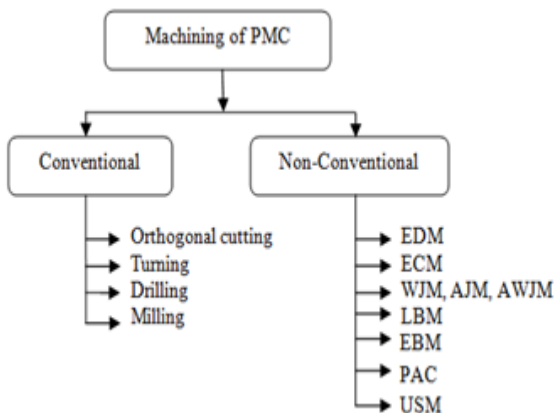 Machining of PMC
Conventional
Non-Conventional
Orthogonal cutting
Turning
Drilling
Milling
EDM
ECM
WJM, AJM, AWJM
LBM
EBM
PAC
USM